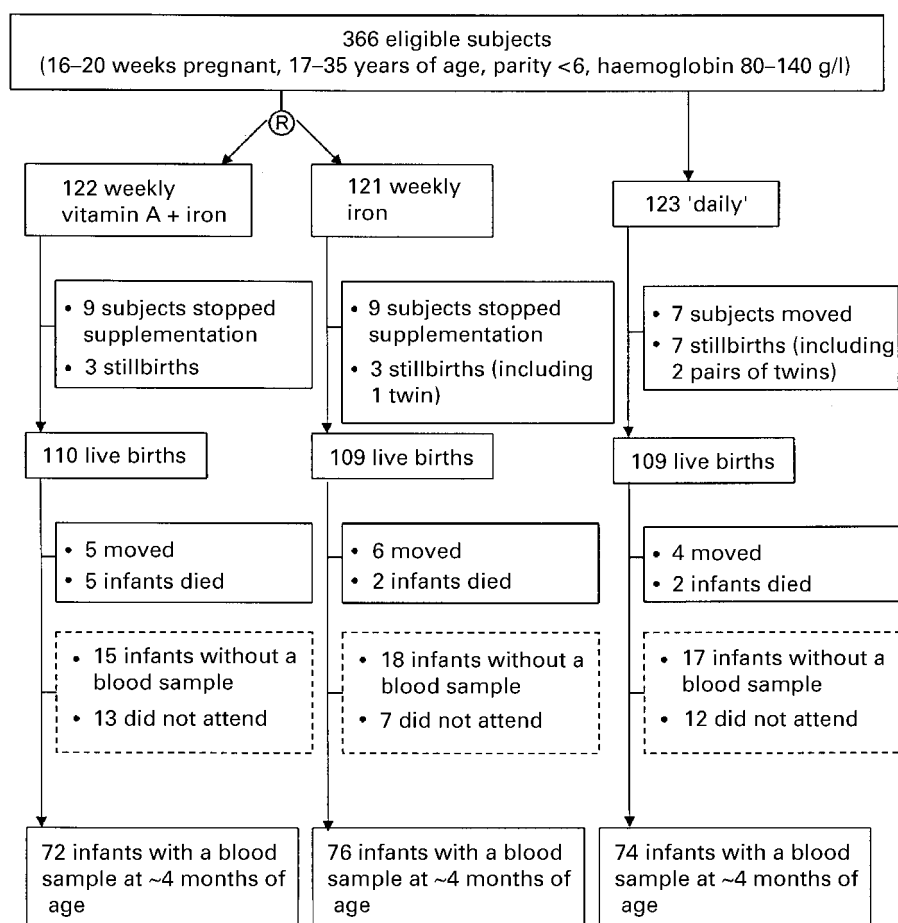 366 eligible subjects
(16–20 weeks pregnant, 17–35 years of age, parity <6, haemoglobin 80–140 g/l)
R
122 weekly
vitamin A + iron
121 weekly
iron
123 'daily'
• 9 subjects stopped
supplementation
• 3 stillbirths
• 9 subjects stopped
supplementation
• 3 stillbirths (including
1 twin)
• 7 subjects moved
• 7 stillbirths (including
2 pairs of twins)
110 live births
109 live births
109 live births
• 5 moved
• 5 infants died
• 6 moved
• 2 infants died
• 4 moved
• 2 infants died
• 15 infants without a
blood sample
• 13 did not attend
• 18 infants without a
blood sample
• 7 did not attend
• 17 infants without a
blood sample
• 12 did not attend
72 infants with a blood
sample at ~4 months of
age
76 infants with a blood
sample at ~4 months of
age
74 infants with a blood
sample at ~4 months of
age